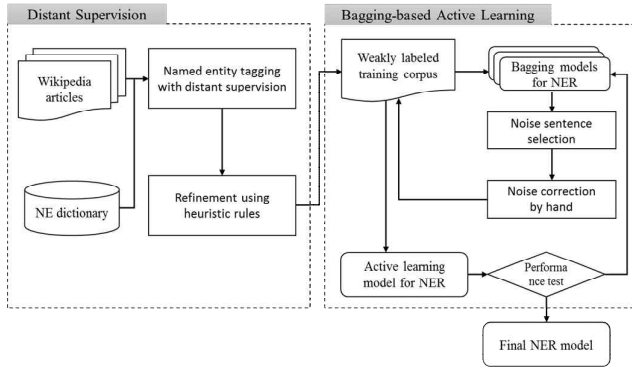 Distant Supervision
Wikipedia
articles
NE dictionary
Named entity tagging
with distant supervision
Refinement using
heuristic rules
Bagging-based Active Learning
Weakly labeled
training corpus
Bagging models
for NER
Noise sentence
selection
Noise correction
by hand
Active learning
model for NER
Performa
nce test
Final NER model